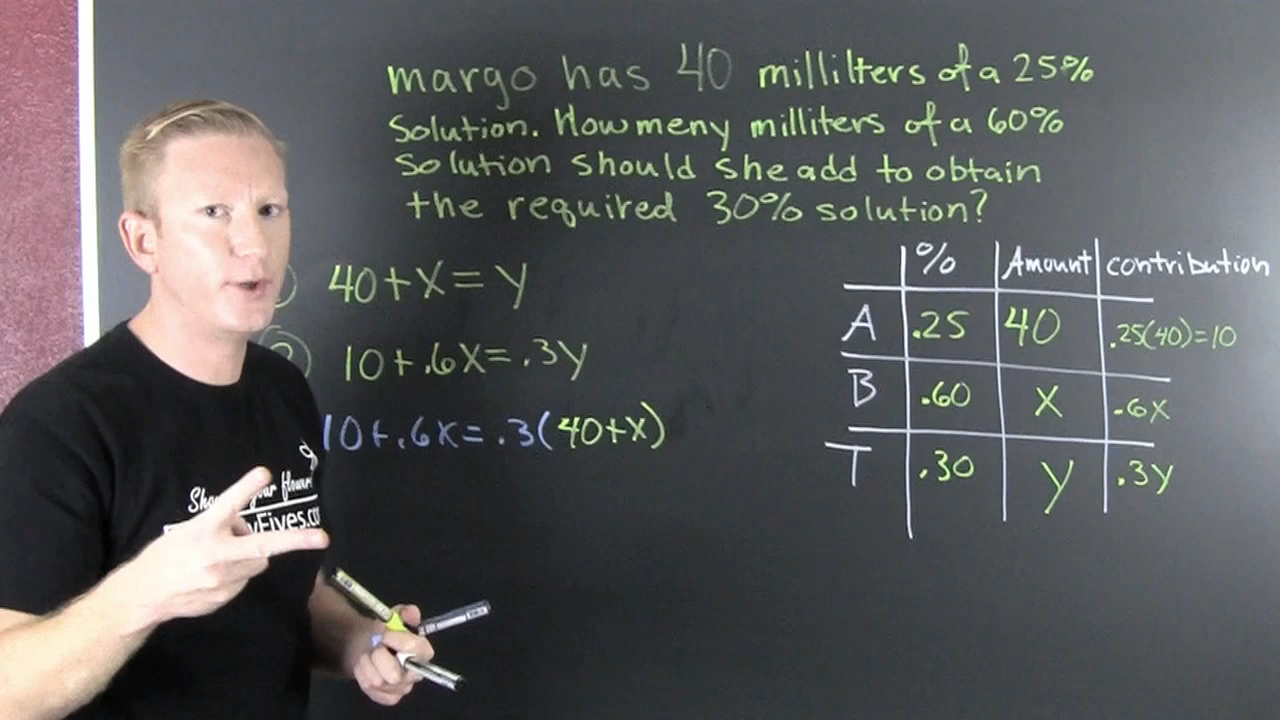 margo has 40 millilters of a 25%
Solution. How meny milliters of a 60%
solution should she add to obtain
the required 30% solution?
40+X=Y
10+.6X=.3Y
10+.6X=.3(40+X)
% Amount contribution
A .25 40 .25(40)=10
B .60 X .6X
T .30 Y .3Y